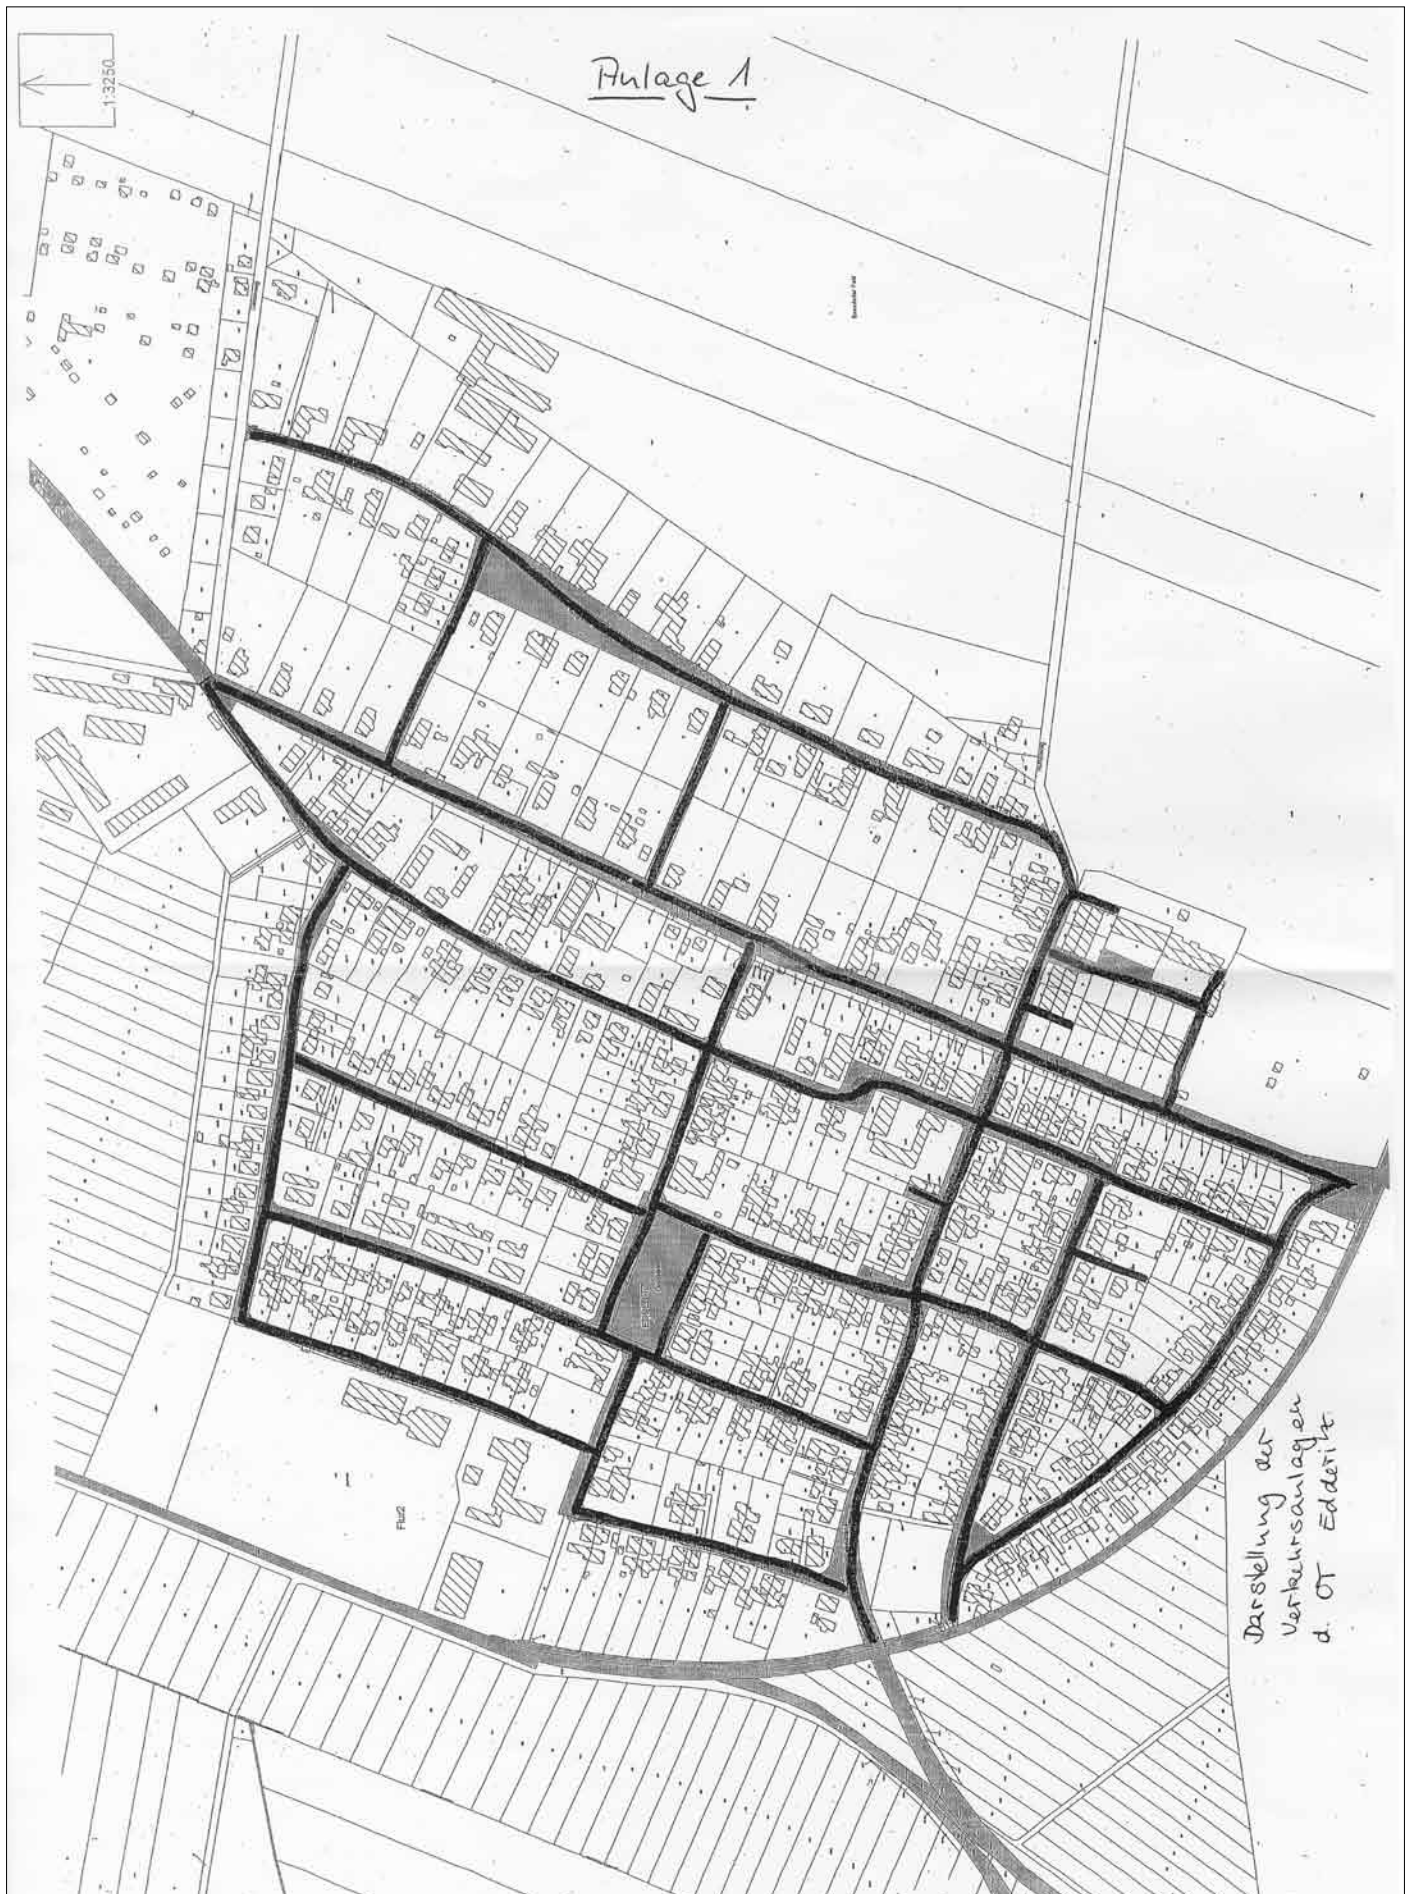 Anlage 1
1:3250
Flur2
Darstellung der
Verkehrsanlagen
d. OT Edderitz